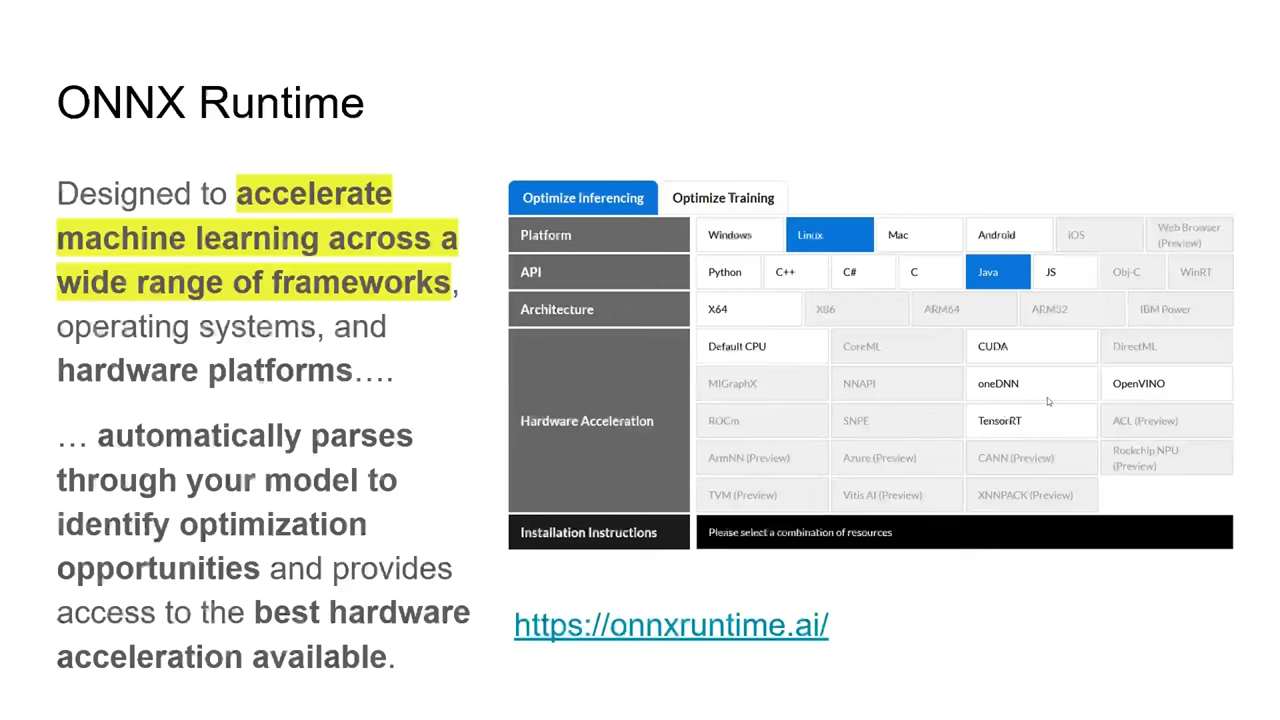 ONNX Runtime
Designed to accelerate
machine learning across a
wide range of frameworks,
operating systems, and
hardware platforms….
… automatically parses
through your model to
identify optimization
opportunities and provides
access to the best hardware
acceleration available.
Optimize Inferencing Optimize Training
Platform Windows Linux Mac Android iOS Web Browser (Preview)
API Python C++ C# C Java JS Obj-C WinRT
Architecture X64 X86 ARM64 ARM32 IBM Power
Hardware Acceleration
Default CPU CoreML CUDA DirectML
MIGraphX NNAPI oneDNN OpenVINO
ROCm SNPE TensorRT ACL (Preview)
ArmNN (Preview) Azure (Preview) CANN (Preview) Rockchip NPU (Preview)
TVM (Preview) Vitis AI (Preview) XNNPACK (Preview)
Installation Instructions Please select a combination of resources
https://onnxruntime.ai/